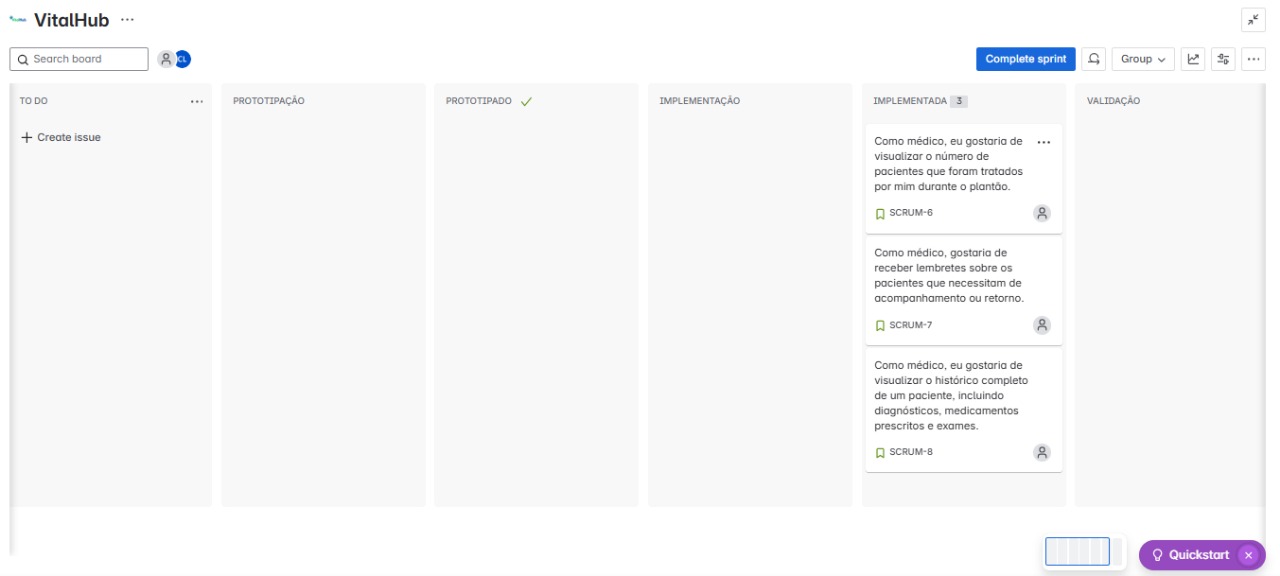 VitalHub
Search board
CL
Complete sprint
Group
TO DO
PROTOTIPAÇÃO
PROTOTIPADO
IMPLEMENTAÇÃO
IMPLEMENTADA 3
VALIDAÇÃO
+ Create issue
Como médico, eu gostaria de
visualizar o número de
pacientes que foram tratados
por mim durante o plantão.
SCRUM-6
Como médico, gostaria de
receber lembretes sobre os
pacientes que necessitam de
acompanhamento ou retorno.
SCRUM-7
Como médico, eu gostaria de
visualizar o histórico completo
de um paciente, incluindo
diagnósticos, medicamentos
prescritos e exames.
SCRUM-8
Quickstart